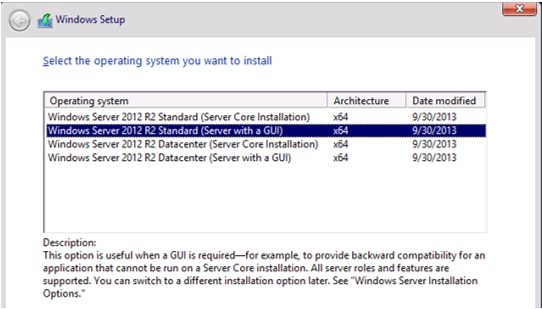 Windows Setup
Select the operating system you want to install
Operating system Architecture Date modified
Windows Server 2012 R2 Standard (Server Core Installation) x64 9/30/2013
Windows Server 2012 R2 Standard (Server with a GUI) x64 9/30/2013
Windows Server 2012 R2 Datacenter (Server Core Installation) x64 9/30/2013
Windows Server 2012 R2 Datacenter (Server with a GUI) x64 9/30/2013
Description:
This option is useful when a GUI is required—for example, to provide backward compatibility for an
application that cannot be run on a Server Core installation. All server roles and features are
supported. You can switch to a different installation option later. See "Windows Server Installation
Options."